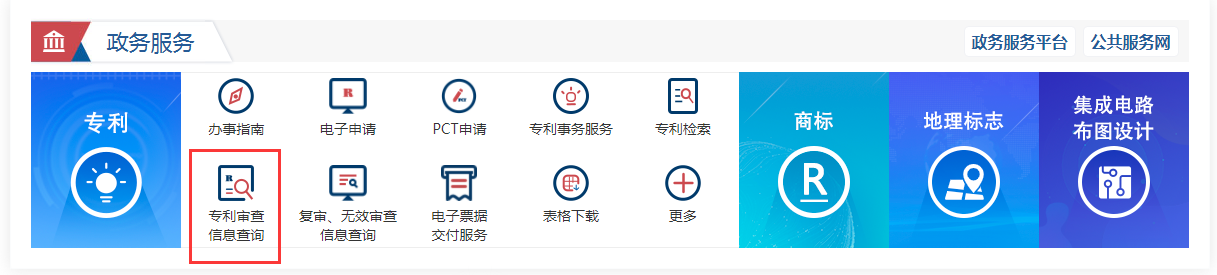 政务服务
政务服务平台
公共服务网
专利
办事指南
R
电子申请
PCT
PCT申请
专利事务服务
专利检索
R
专利审查
信息查询
复审、无效审查
信息查询
电子票据
交付服务
表格下载
更多
商标
R
地理标志
集成电路
布图设计